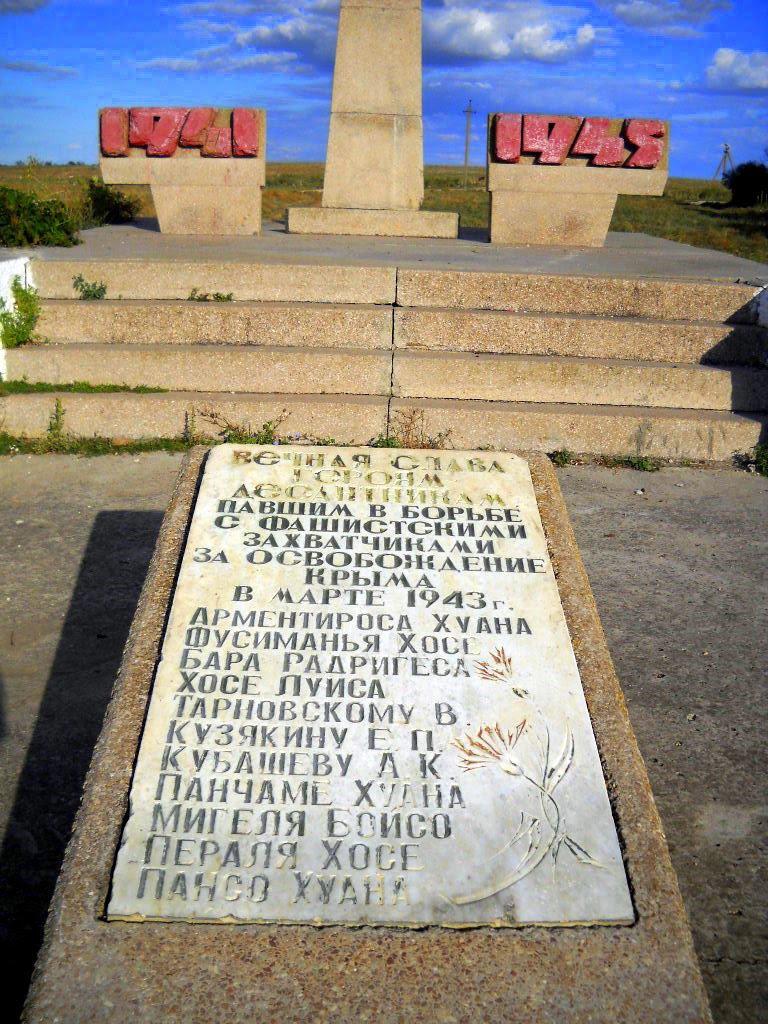 1941
1945
ВЕЧНАЯ СЛАВА
ГЕРОЯМ
ДЕСАНТНИКАМ
ПАВШИМ В БОРЬБЕ
С ФАШИСТСКИМИ
ЗАХВАТЧИКАМИ
ЗА ОСВОБОЖДЕНИЕ
КРЫМА
В МАРТЕ 1943 г.
АРМЕНТИРОСА ХУАНА
ФУСИМАНЬЯ ХОСЕ
БАРА РАДРИГЕСА
ХОСЕ ЛУИСА
ТАРНОВСКОМУ В
КУЗЯКИНУ Е.П.
КУБАШЕВУ А.К.
ПАНЧАМЕ ХУАНА
МИГЕЛЯ БОЙСО
ПЕРАЛЯ ХОСЕ
ПАНСО ХУАНА